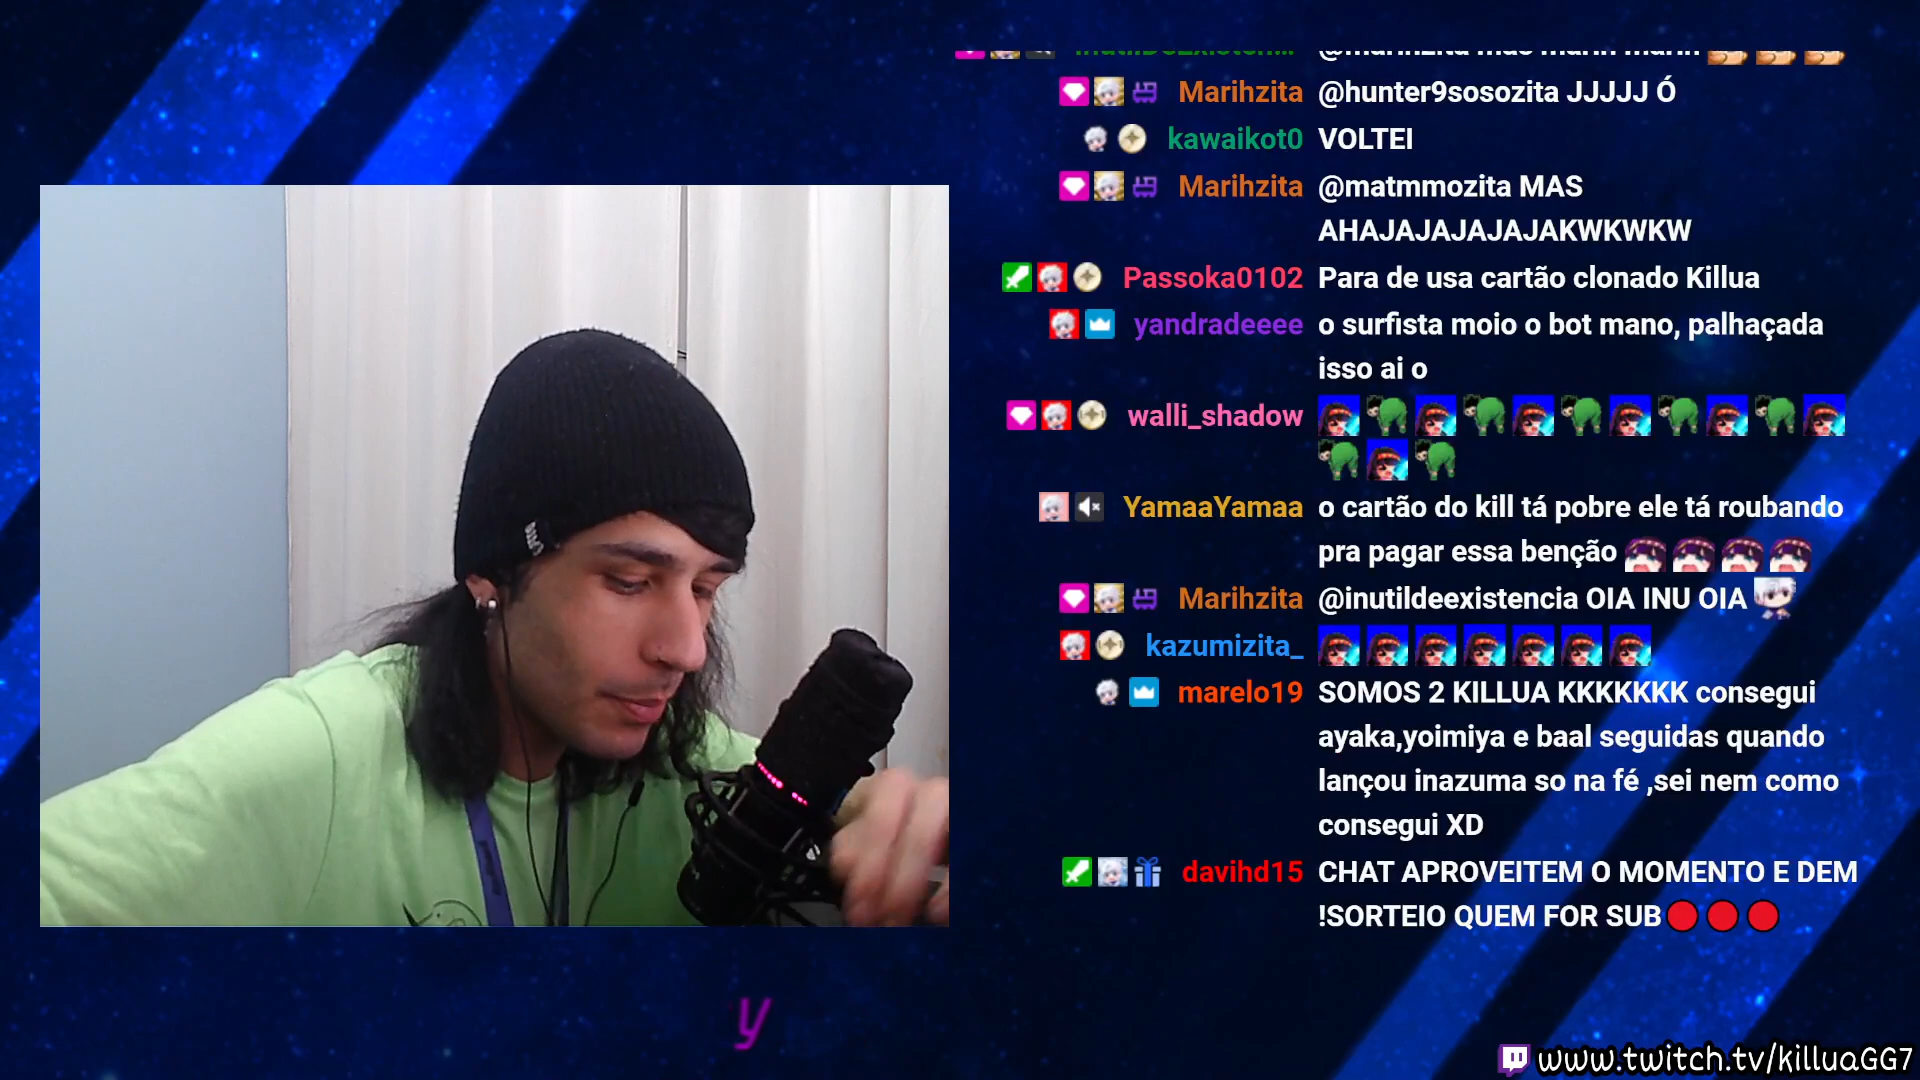 Marihzita @hunter9sosozita JJJJJ Ó
kawaikot0 VOLTEI
Marihzita @matmmozita MAS
AHAJAJAJAJAJAKWKWKW
Passoka0102 Para de usa cartão clonado Killua
yandradeeee o surfista moio o bot mano, palhaçada
isso ai o
walli_shadow
YamaaYamaa o cartão do kill tá pobre ele tá roubando
pra pagar essa benção
Marihzita @inutildeexistencia OIA INU OIA
kazumizita_
marelo19 SOMOS 2 KILLUA KKKKKKK consegui
ayaka,yoimiya e baal seguidas quando
lançou inazuma so na fé ,sei nem como
consegui XD
davihd15 CHAT APROVEITEM O MOMENTO E DEM
!SORTEIO QUEM FOR SUB
y
www.twitch.tv/killuaGG7